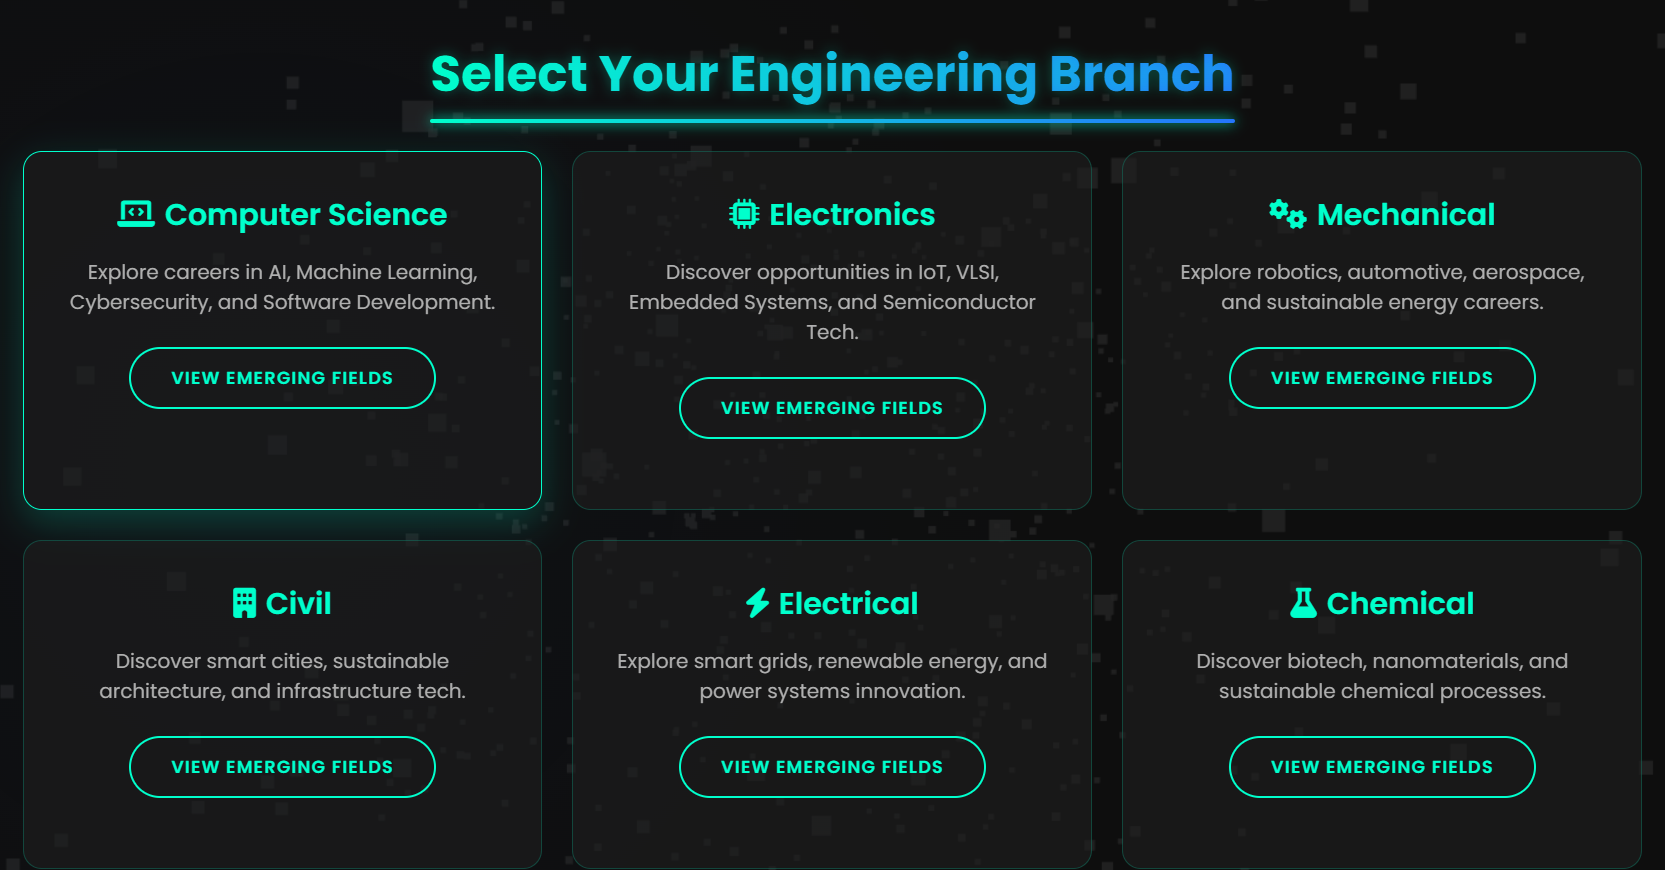 Select Your Engineering Branch
Computer Science
Explore careers in AI, Machine Learning,
Cybersecurity, and Software Development.
VIEW EMERGING FIELDS
Electronics
Discover opportunities in IoT, VLSI,
Embedded Systems, and Semiconductor
Tech.
VIEW EMERGING FIELDS
Mechanical
Explore robotics, automotive, aerospace,
and sustainable energy careers.
VIEW EMERGING FIELDS
Civil
Discover smart cities, sustainable
architecture, and infrastructure tech.
VIEW EMERGING FIELDS
Electrical
Explore smart grids, renewable energy, and
power systems innovation.
VIEW EMERGING FIELDS
Chemical
Discover biotech, nanomaterials, and
sustainable chemical processes.
VIEW EMERGING FIELDS